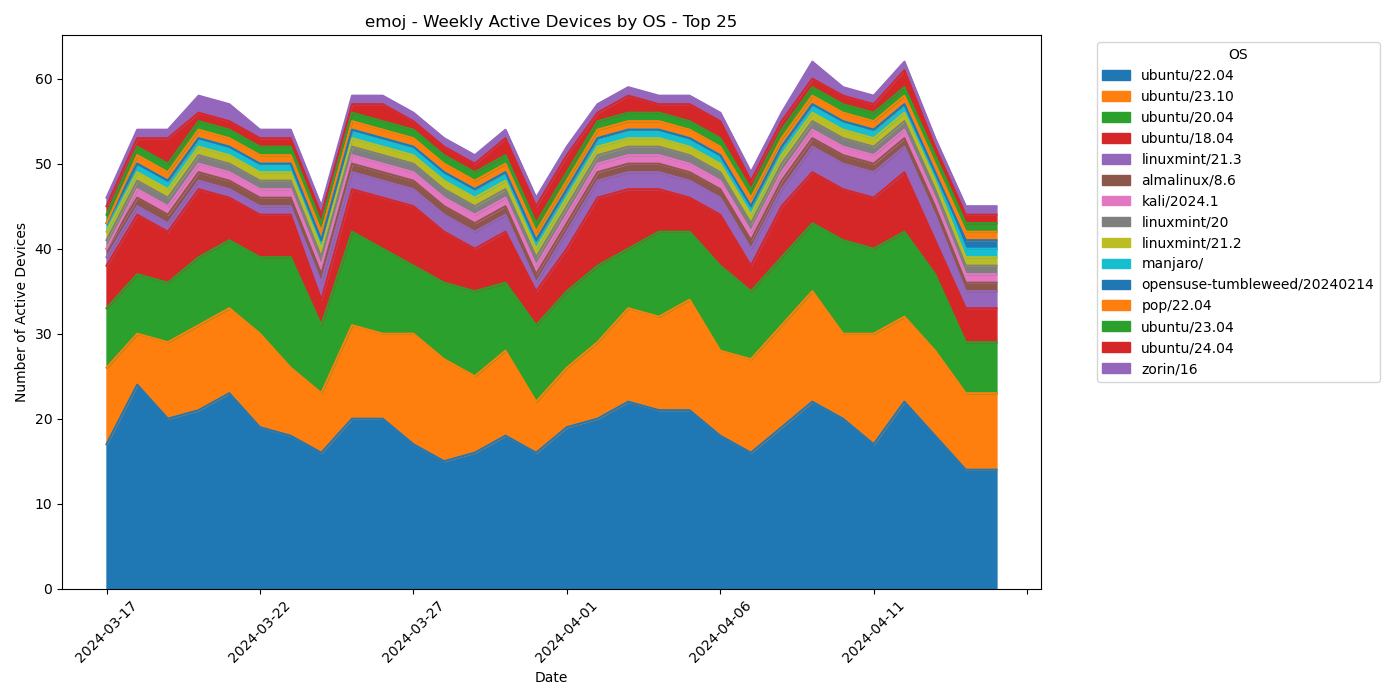 emoj - Weekly Active Devices by OS - Top 25
Number of Active Devices
60
50
40
30
20
10
0
2024-03-17
2024-03-22
2024-03-27
2024-04-01
2024-04-06
2024-04-11
Date
OS
ubuntu/22.04
ubuntu/23.10
ubuntu/20.04
ubuntu/18.04
linuxmint/21.3
almalinux/8.6
kali/2024.1
linuxmint/20
linuxmint/21.2
manjaro/
opensuse-tumbleweed/20240214
pop/22.04
ubuntu/23.04
ubuntu/24.04
zorin/16